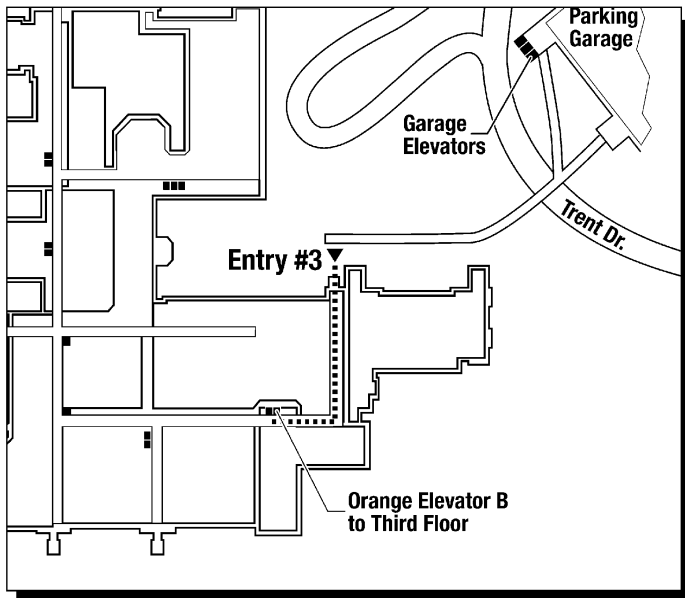 Parking
Garage
Garage
Elevators
Trent Dr.
Entry #3
Orange Elevator B
to Third Floor